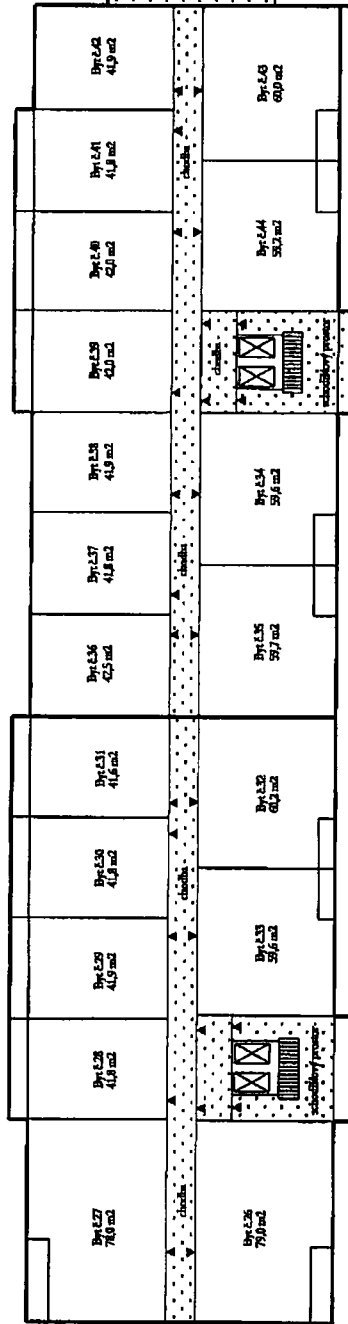 Byt č.27
78,0 m2
Byt č.28
41,8 m2
Byt č.29
41,9 m2
Byt č.30
41,8 m2
Byt č.31
41,6 m2
Byt č.36
42,5 m2
Byt č.37
41,8 m2
Byt č.38
41,9 m2
Byt č.39
42,0 m2
Byt č.40
42,0 m2
Byt č.41
41,8 m2
Byt č.42
41,9 m2
chodba
chodba
chodba
chodba
Byt č.26
79,0 m2
schodišťový prostor
Byt č.33
59,6 m2
Byt č.32
60,2 m2
Byt č.35
59,7 m2
Byt č.34
59,6 m2
chodba
schodišťový prostor
Byt č.44
59,2 m2
Byt č.43
60,0 m2